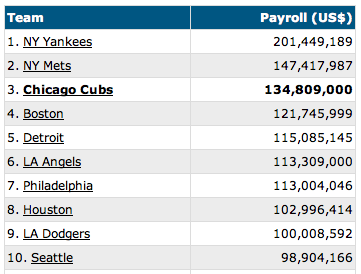 Team Payroll (US$)
1. NY Yankees 201,449,189
2. NY Mets 147,417,987
3. Chicago Cubs 134,809,000
4. Boston 121,745,999
5. Detroit 115,085,145
6. LA Angels 113,309,000
7. Philadelphia 113,004,046
8. Houston 102,996,414
9. LA Dodgers 100,008,592
10. Seattle 98,904,166